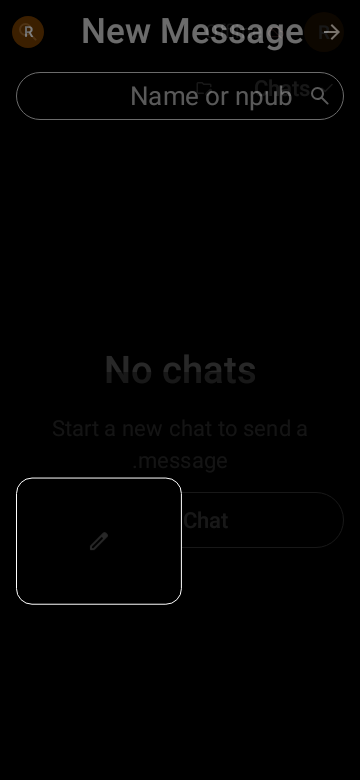 R
New Message
Chats
Name or npub
No chats
Start a new chat to send a
.message
Chat